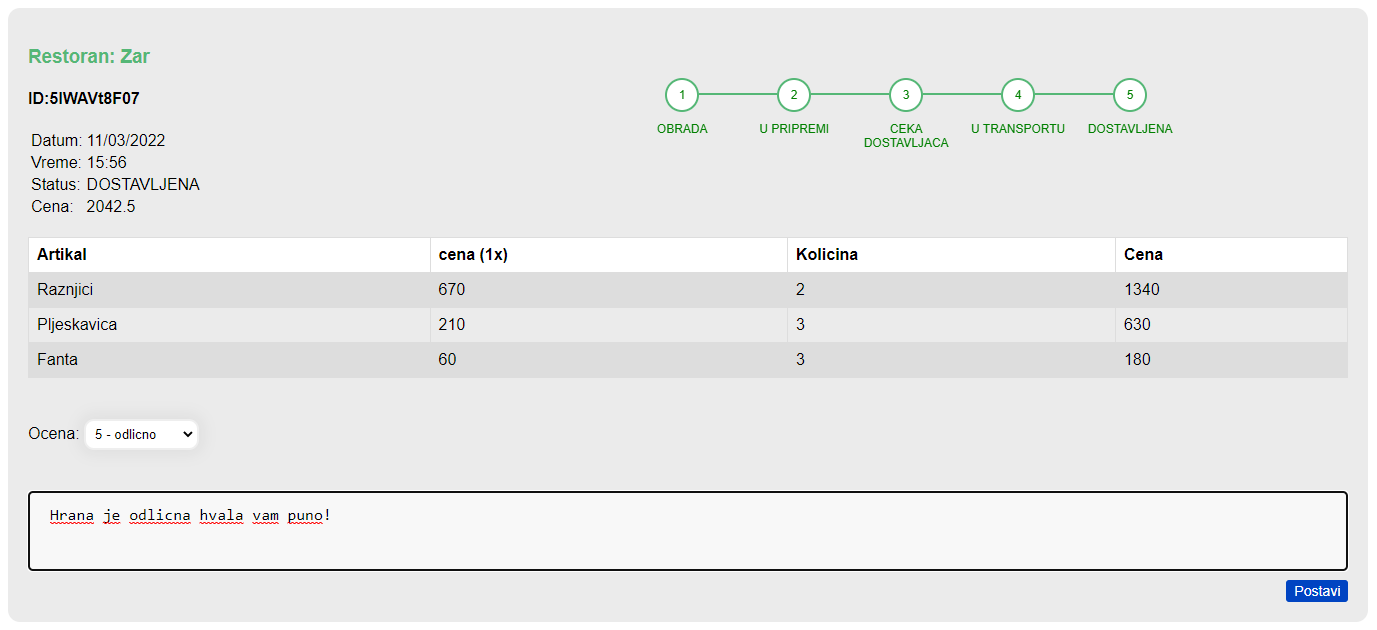 Restoran: Zar
ID:5lWAVt8F07
Datum: 11/03/2022
Vreme: 15:56
Status: DOSTAVLJENA
Cena: 2042.5
1 2 3 4 5
OBRADA U PRIPREMI CEKA DOSTAVLJACA U TRANSPORTU DOSTAVLJENA
Artikal cena (1x) Kolicina Cena
Raznjici 670 2 1340
Pljeskavica 210 3 630
Fanta 60 3 180
Ocena: 5 - odlicno
Hrana je odlicna hvala vam puno!
Postavi